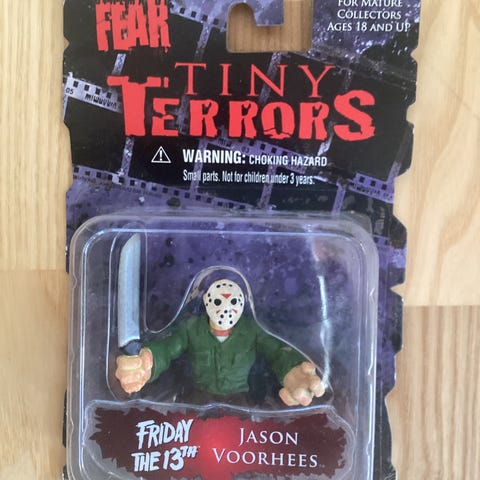 FEAR
FOR MATURE
COLLECTORS
AGES 18 AND UP
TINY
TERRORS
WARNING: CHOKING HAZARD
Small parts. Not for children under 3 years.
FRIDAY
THE 13TH
JASON
VOORHEES